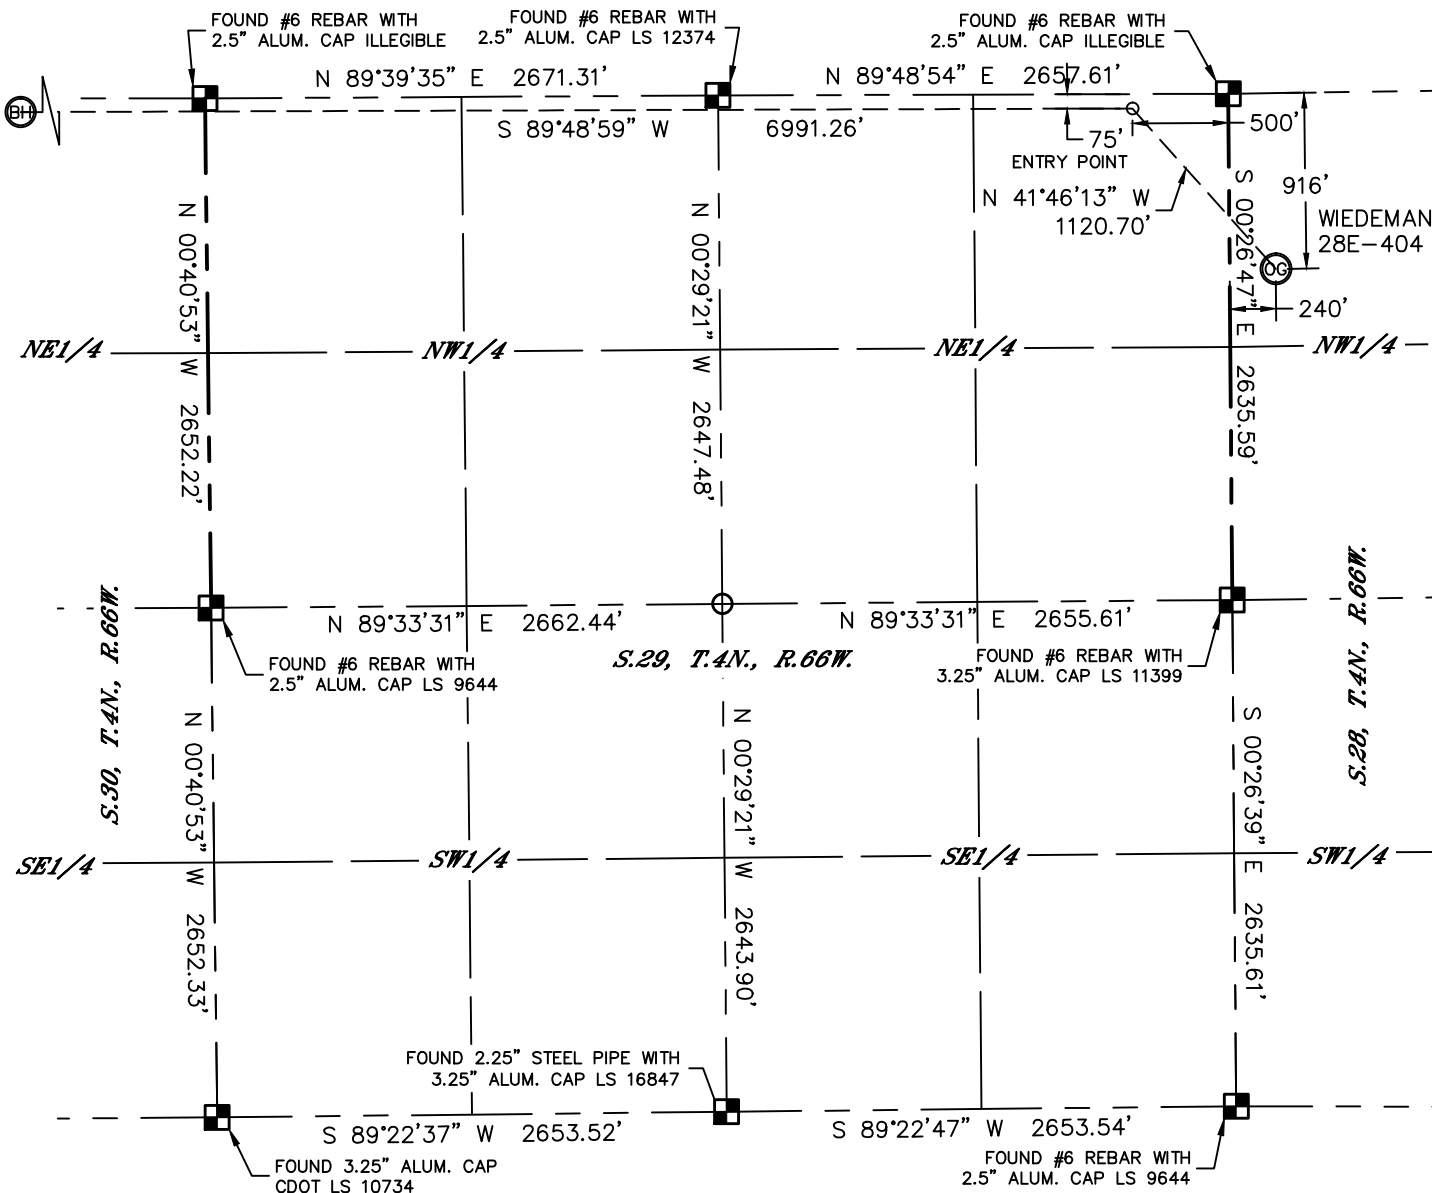 FOUND #6 REBAR WITH
2.5" ALUM. CAP ILLEGIBLE
FOUND #6 REBAR WITH
2.5" ALUM. CAP LS 12374
FOUND #6 REBAR WITH
2.5" ALUM. CAP ILLEGIBLE
N 89°39'35" E 2671.31'
N 89°48'54" E 2657.61'
BH
S 89°48'59" W 6991.26'
75'
500'
ENTRY POINT
N 41°46'13" W
1120.70'
916'
WIEDEMAN
28E-404
OG
240'
N 00°40'53" W 2652.22'
N 00°29'21" W 2647.48'
S 00°26'47" E 2635.59'
NE1/4
NW1/4
NE1/4
NW1/4
N 89°33'31" E 2662.44'
N 89°33'31" E 2655.61'
FOUND #6 REBAR WITH
2.5" ALUM. CAP LS 9644
S.29, T.4N., R.66W.
FOUND #6 REBAR WITH
3.25" ALUM. CAP LS 11399
S.30, T.4N., R.66W.
S.28, T.4N., R.66W.
N 00°40'53" W 2652.33'
N 00°29'21" W 2643.90'
S 00°26'39" E 2635.61'
SE1/4
SW1/4
SE1/4
SW1/4
FOUND 2.25" STEEL PIPE WITH
3.25" ALUM. CAP LS 16847
S 89°22'37" W 2653.52'
S 89°22'47" W 2653.54'
FOUND 3.25" ALUM. CAP
CDOT LS 10734
FOUND #6 REBAR WITH
2.5" ALUM. CAP LS 9644